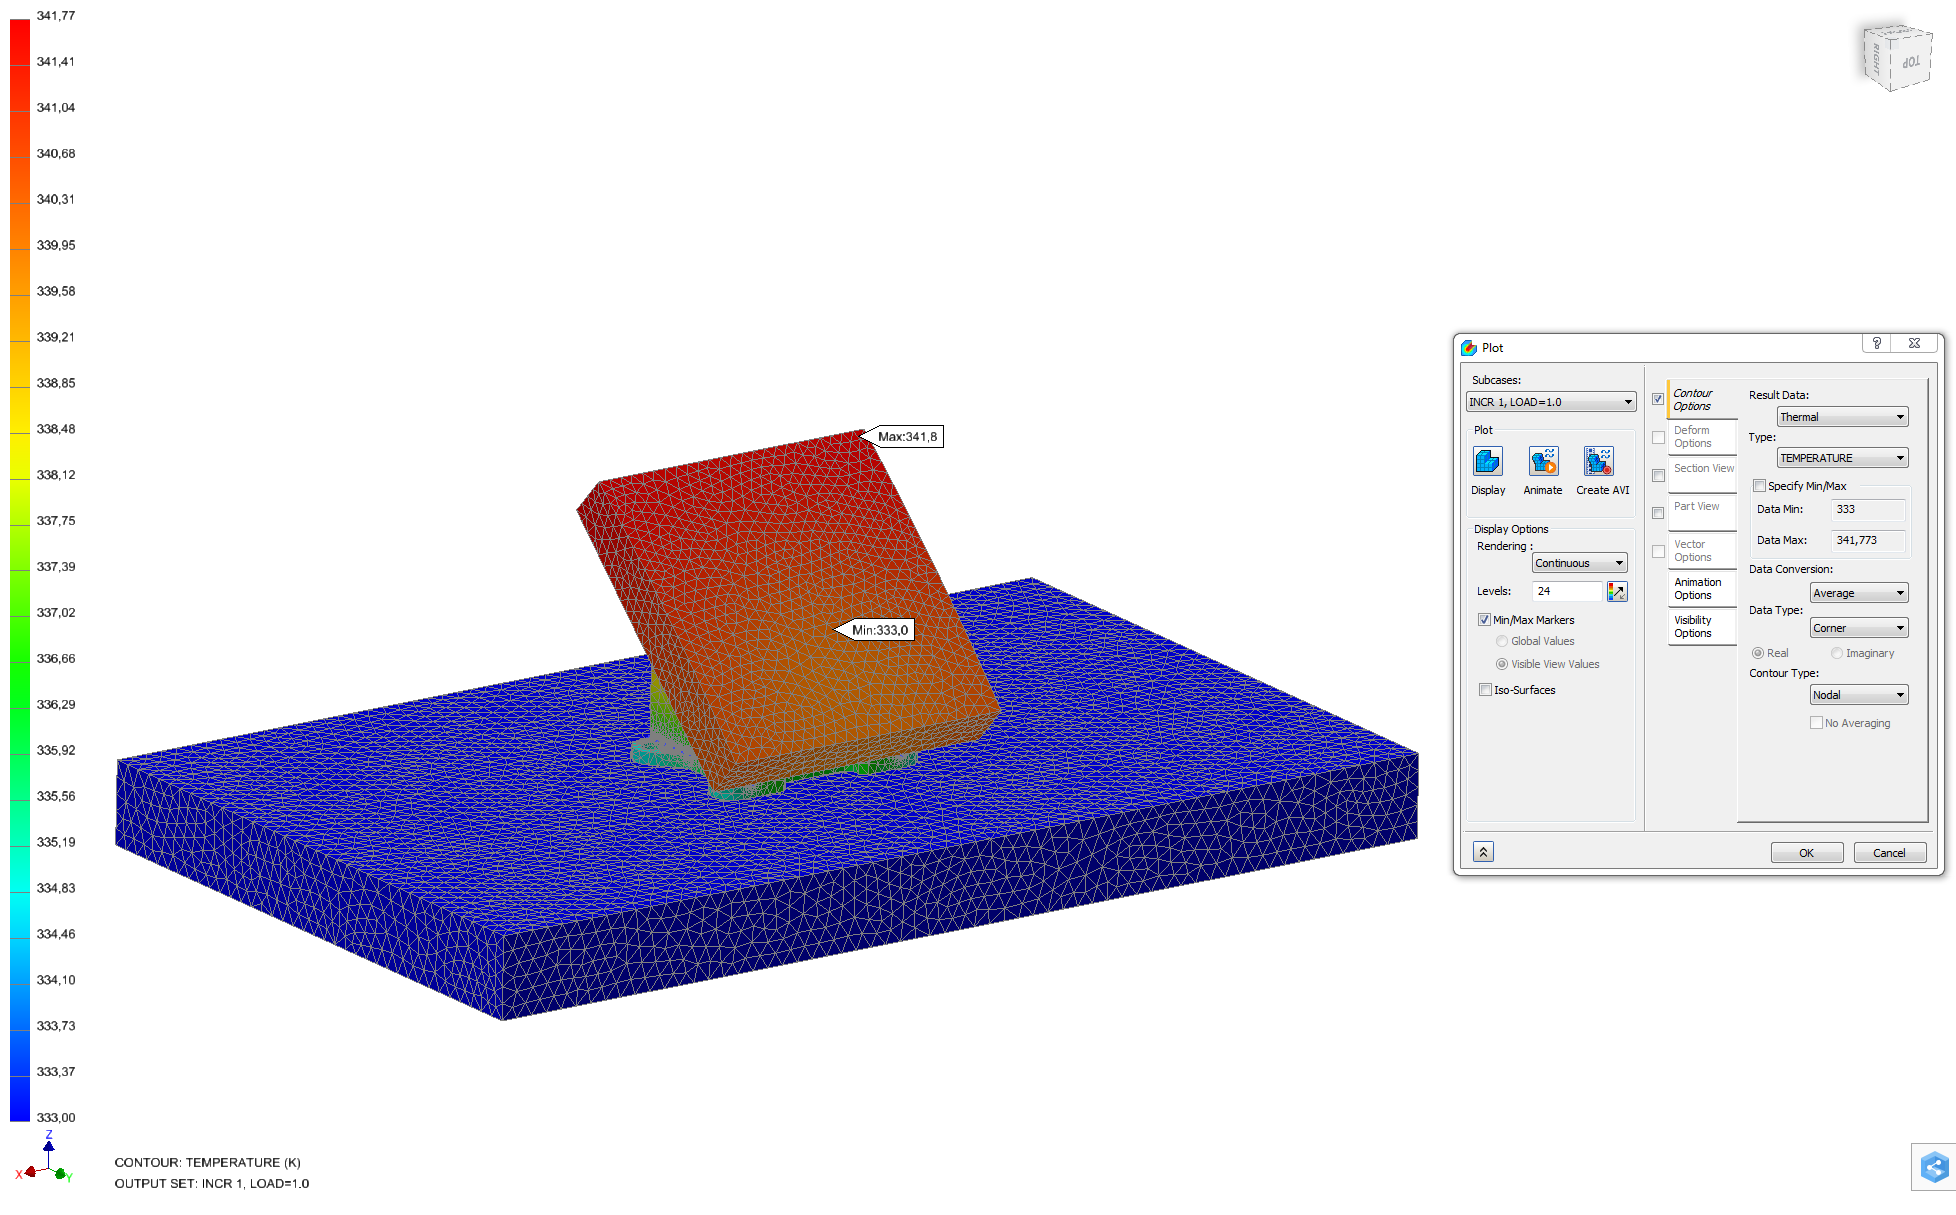 341,77
341,41
341,04
340,68
340,31
339,95
339,58
339,21
338,85
338,48
338,12
337,75
337,39
337,02
336,66
336,29
335,92
335,56
335,19
334,83
334,46
334,10
333,73
333,37
333,00
Z
X
Y
CONTOUR: TEMPERATURE (K)
OUTPUT SET: INCR 1, LOAD=1.0
Max:341,8
Min:333,0
RIGHT
TOP
Plot
?
Subcases:
INCR 1, LOAD=1.0
Plot
Display
Animate
Create AVI
Display Options
Rendering :
Continuous
Levels:
24
Min/Max Markers
Global Values
Visible View Values
Iso-Surfaces
Contour
Options
Deform
Options
Section View
Part View
Vector
Options
Animation
Options
Visibility
Options
Result Data:
Thermal
Type:
TEMPERATURE
Specify Min/Max
Data Min:
333
Data Max:
341,773
Data Conversion:
Average
Data Type:
Corner
Real
Imaginary
Contour Type:
Nodal
No Averaging
OK
Cancel